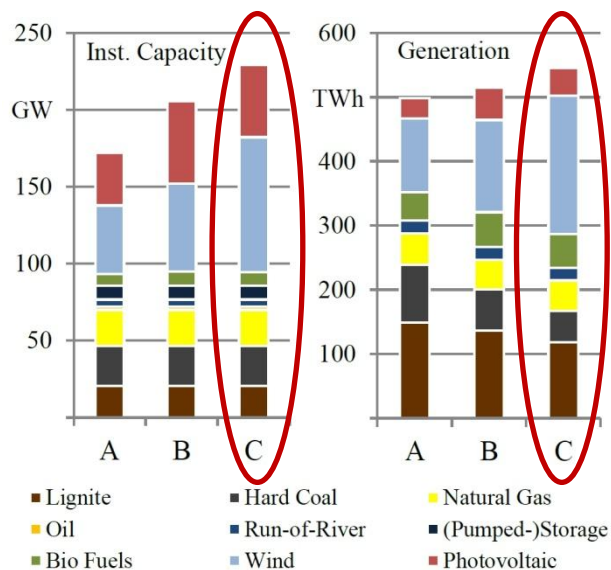 250
Inst. Capacity
GW
150
100
50
A B C
600
Generation
TWh
400
300
200
100
A B C
Lignite Hard Coal Natural Gas
Oil Run-of-River (Pumped-)Storage
Bio Fuels Wind Photovoltaic